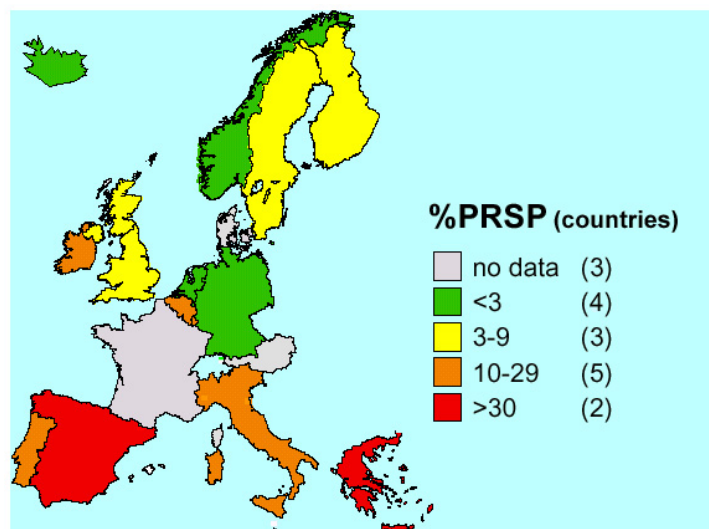 %PRSP (countries)
no data (3)
<3 (4)
3-9 (3)
10-29 (5)
>30 (2)